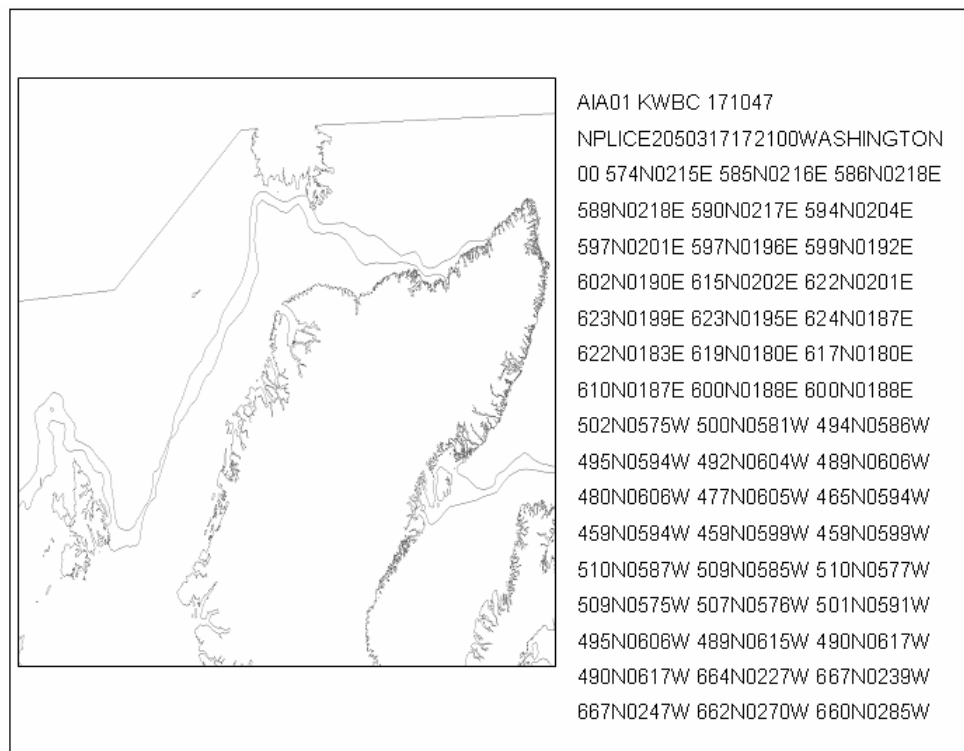 AIA01 KWBC 171047
NPLICE2050317172100WASHINGTON
00 574N0215E 585N0216E 586N0218E
589N0218E 590N0217E 594N0204E
597N0201E 597N0196E 599N0192E
602N0190E 615N0202E 622N0201E
623N0199E 623N0195E 624N0187E
622N0183E 619N0180E 617N0180E
610N0187E 600N0188E 600N0188E
502N0575W 500N0581W 494N0586W
495N0594W 492N0604W 489N0606W
480N0606W 477N0605W 465N0594W
459N0594W 459N0599W 459N0599W
510N0587W 509N0585W 510N0577W
509N0575W 507N0576W 501N0591W
495N0606W 489N0615W 490N0617W
490N0617W 664N0227W 667N0239W
667N0247W 662N0270W 660N0285W